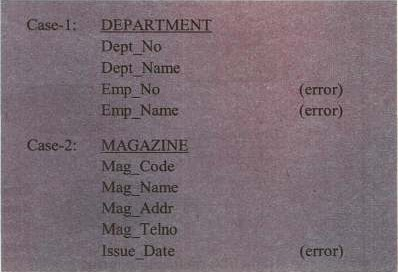 Case-1: DEPARTMENT
Dept_No
Dept_Name
Emp_No (error)
Emp_Name (error)
Case-2: MAGAZINE
Mag_Code
Mag_Name
Mag_Addr
Mag_Telno
Issue_Date (error)